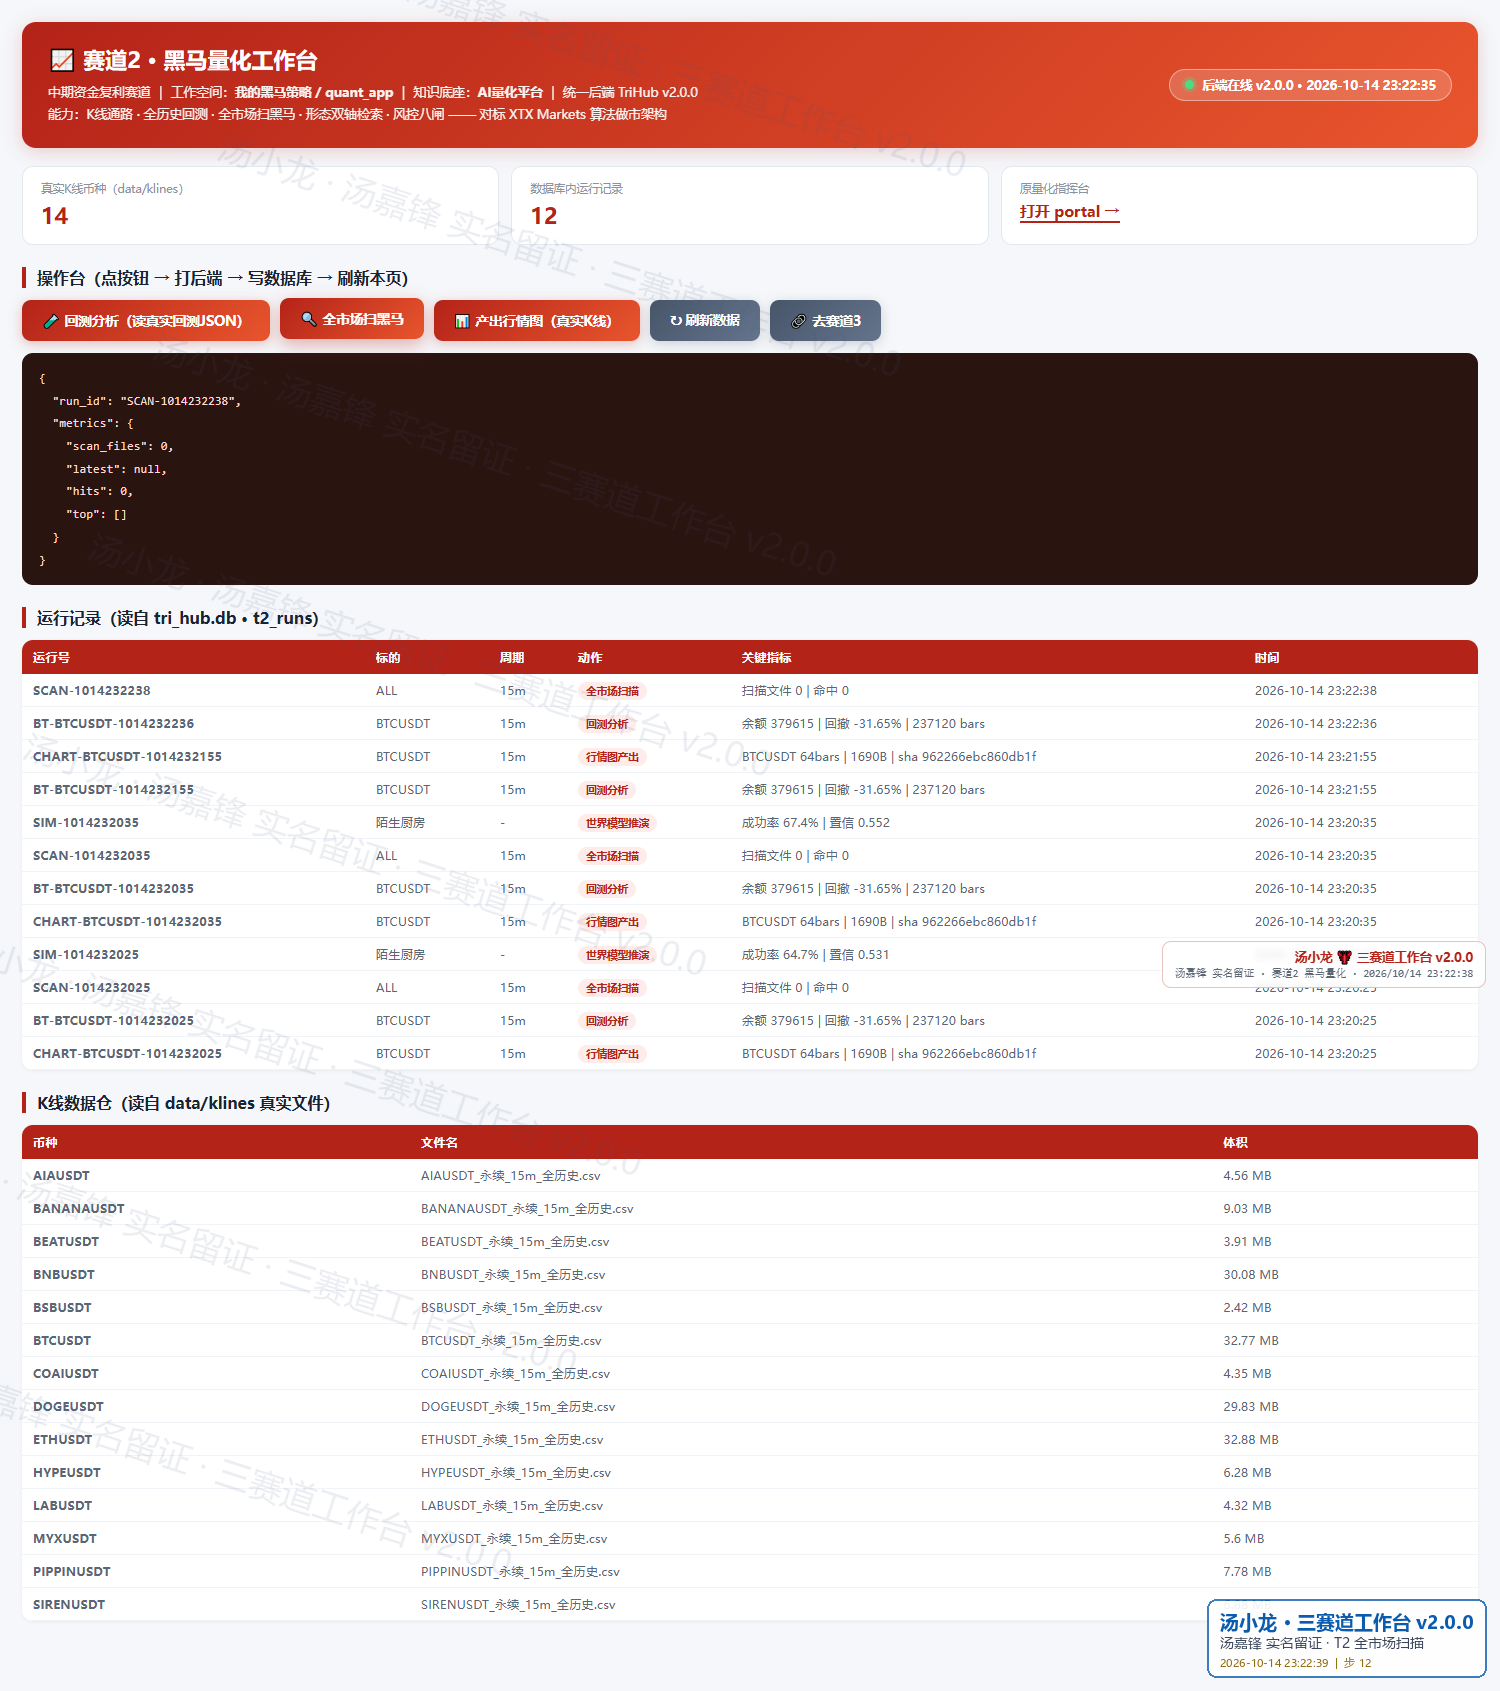 📈 赛道2 • 黑马量化工作台
中期资金复利赛道 | 工作空间：我的黑马策略 / quant_app | 知识底座：AI量化平台 | 统一后端 TriHub v2.0.0
能力：K线通路 · 全历史回测 · 全市场扫黑马 · 形态双轴检索 · 风控八闸 —— 对标 XTX Markets 算法做市架构
后端在线 v2.0.0 • 2026-10-14 23:22:35
真实K线币种（data/klines）
14
数据库内运行记录
12
原量化指挥台
打开 portal →
操作台（点按钮 → 打后端 → 写数据库 → 刷新本页）
🧪 回测分析（读真实回测JSON）
🔍 全市场扫黑马
📊 产出行情图（真实K线）
↻ 刷新数据
🔗 去赛道3
{
"run_id": "SCAN-1014232238",
"metrics": {
"scan_files": 0,
"latest": null,
"hits": 0,
"top": []
}
}
运行记录（读自 tri_hub.db • t2_runs）
运行号 标的 周期 动作 关键指标 时间
SCAN-1014232238 ALL 15m 全市场扫描 扫描文件 0 | 命中 0 2026-10-14 23:22:38
BT-BTCUSDT-1014232236 BTCUSDT 15m 回测分析 余额 379615 | 回撤 -31.65% | 237120 bars 2026-10-14 23:22:36
CHART-BTCUSDT-1014232155 BTCUSDT 15m 行情图产出 BTCUSDT 64bars | 1690B | sha 962266ebc860db1f 2026-10-14 23:21:55
BT-BTCUSDT-1014232155 BTCUSDT 15m 回测分析 余额 379615 | 回撤 -31.65% | 237120 bars 2026-10-14 23:21:55
SIM-1014232035 陌生厨房 - 世界模型推演 成功率 67.4% | 置信 0.552 2026-10-14 23:20:35
SCAN-1014232035 ALL 15m 全市场扫描 扫描文件 0 | 命中 0 2026-10-14 23:20:35
BT-BTCUSDT-1014232035 BTCUSDT 15m 回测分析 余额 379615 | 回撤 -31.65% | 237120 bars 2026-10-14 23:20:35
CHART-BTCUSDT-1014232035 BTCUSDT 15m 行情图产出 BTCUSDT 64bars | 1690B | sha 962266ebc860db1f 2026-10-14 23:20:35
SIM-1014232025 陌生厨房 - 世界模型推演 成功率 64.7% | 置信 0.531
汤小龙 三赛道工作台 v2.0.0
汤嘉锋 实名留证 · 赛道2 黑马量化 · 2026/10/14 23:22:38
SCAN-1014232025 ALL 15m 全市场扫描 扫描文件 0 | 命中 0 2026-10-14 23:20:25
BT-BTCUSDT-1014232025 BTCUSDT 15m 回测分析 余额 379615 | 回撤 -31.65% | 237120 bars 2026-10-14 23:20:25
CHART-BTCUSDT-1014232025 BTCUSDT 15m 行情图产出 BTCUSDT 64bars | 1690B | sha 962266ebc860db1f 2026-10-14 23:20:25
K线数据仓（读自 data/klines 真实文件）
币种 文件名 体积
AIAUSDT AIAUSDT_永续_15m_全历史.csv 4.56 MB
BANANAUSDT BANANAUSDT_永续_15m_全历史.csv 9.03 MB
BEATUSDT BEATUSDT_永续_15m_全历史.csv 3.91 MB
BNBUSDT BNBUSDT_永续_15m_全历史.csv 30.08 MB
BSBUSDT BSBUSDT_永续_15m_全历史.csv 2.42 MB
BTCUSDT BTCUSDT_永续_15m_全历史.csv 32.77 MB
COAIUSDT COAIUSDT_永续_15m_全历史.csv 4.35 MB
DOGEUSDT DOGEUSDT_永续_15m_全历史.csv 29.83 MB
ETHUSDT ETHUSDT_永续_15m_全历史.csv 32.88 MB
HYPEUSDT HYPEUSDT_永续_15m_全历史.csv 6.28 MB
LABUSDT LABUSDT_永续_15m_全历史.csv 4.32 MB
MYXUSDT MYXUSDT_永续_15m_全历史.csv 5.6 MB
PIPPINUSDT PIPPINUSDT_永续_15m_全历史.csv 7.78 MB
SIRENUSDT SIRENUSDT_永续_15m_全历史.csv
汤小龙 · 三赛道工作台 v2.0.0
汤嘉锋 实名留证 · T2 全市场扫描
2026-10-14 23:22:39 | 步 12
汤小龙 · 汤嘉锋 实名留证 · 三赛道工作台 v2.0.0